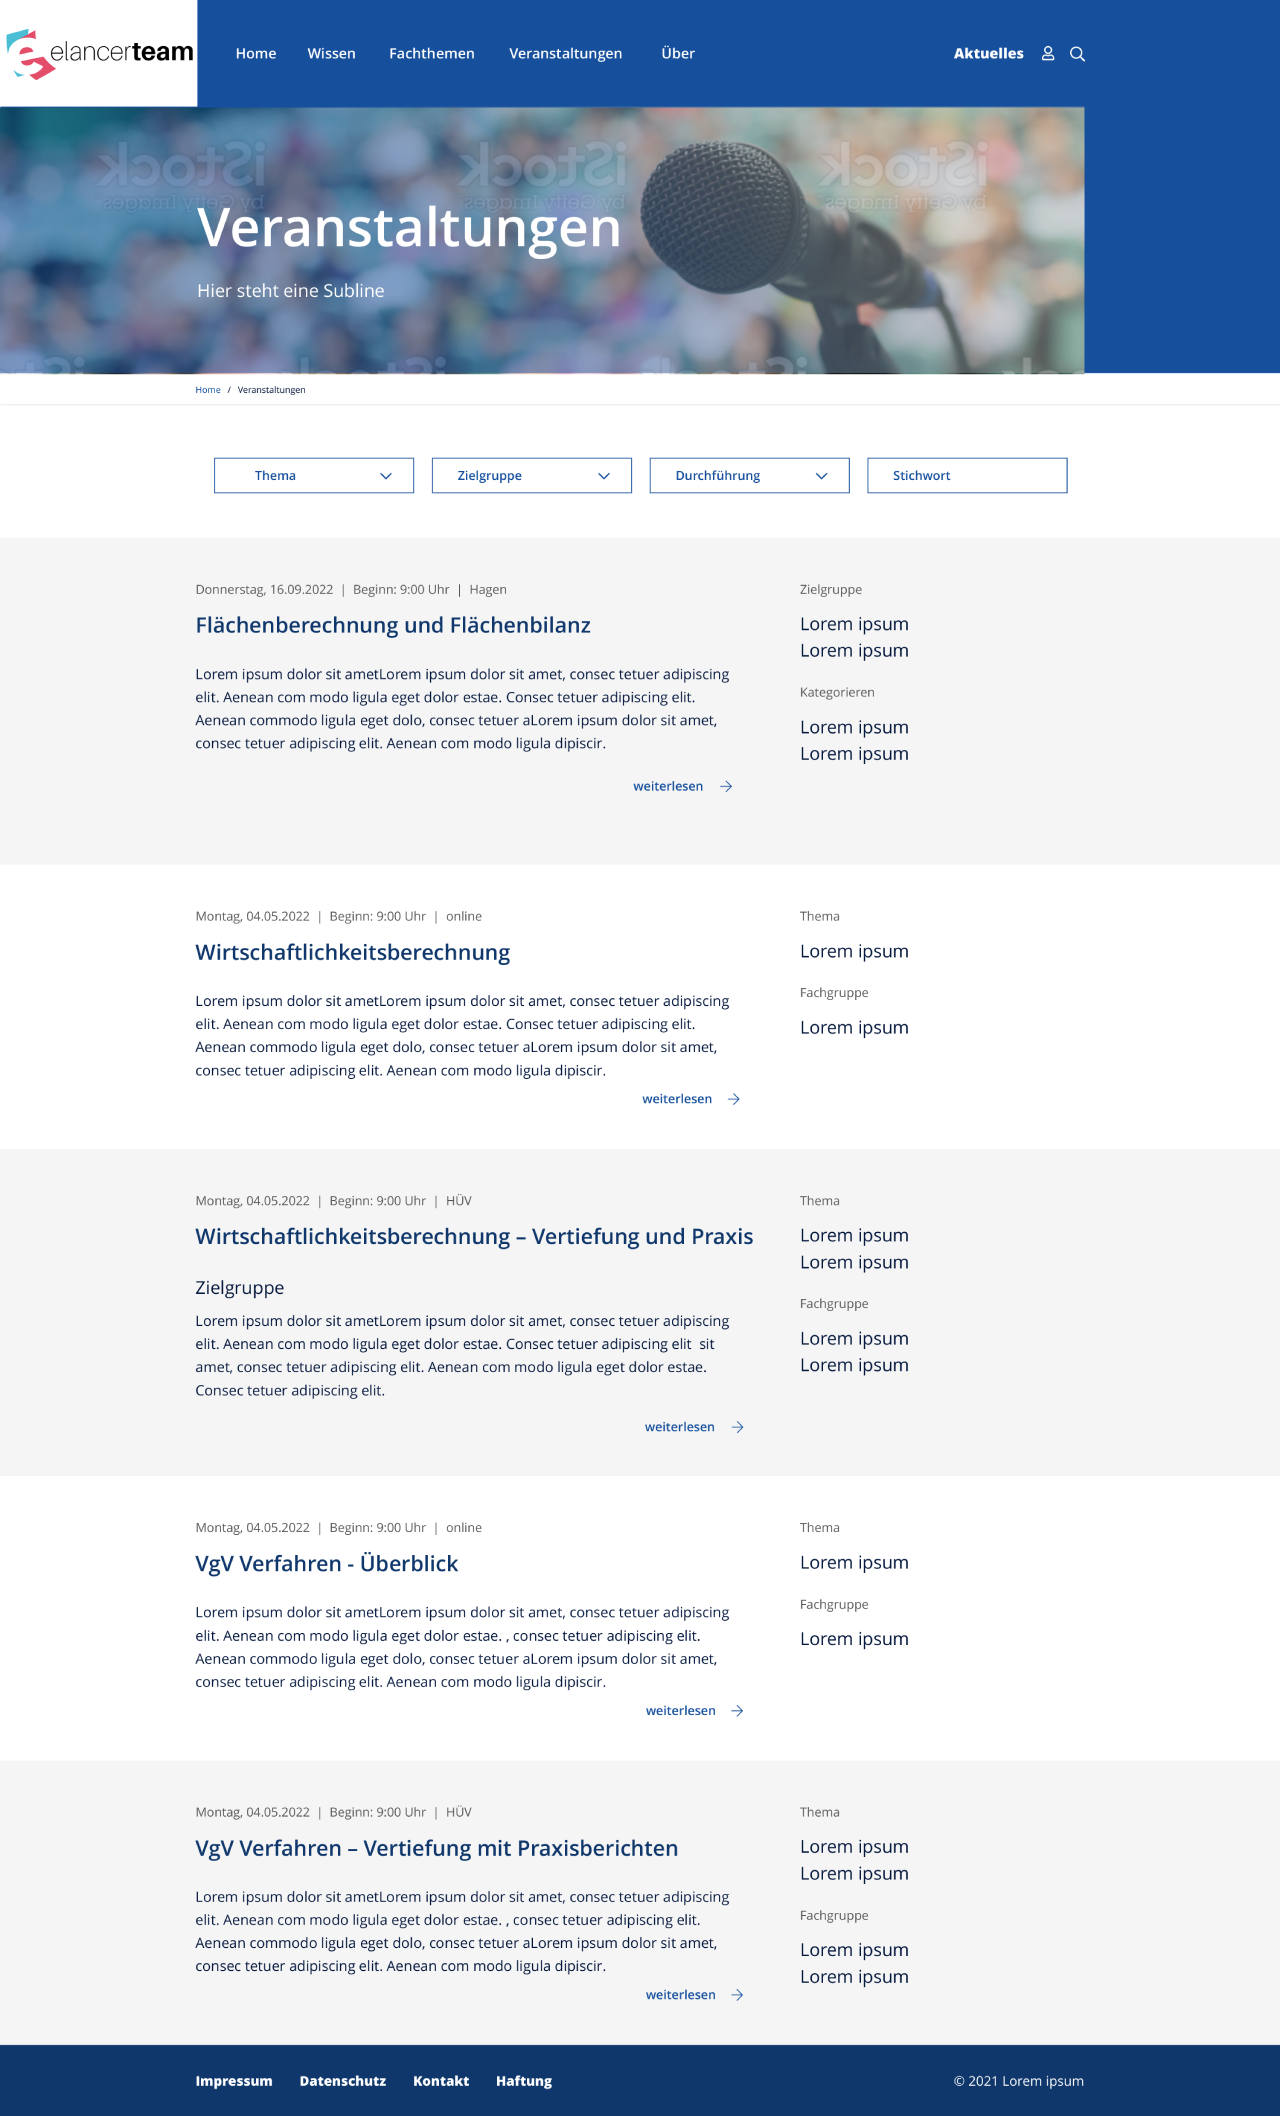 elancerteam
Home Wissen Fachthemen Veranstaltungen Über Aktuelles
iStock iStock iStock
by Getty Images by Getty Images by Getty Images
Veranstaltungen
Hier steht eine Subline
Home / Veranstaltungen
Thema Zielgruppe Durchführung Stichwort
Donnerstag, 16.09.2022 | Beginn: 9:00 Uhr | Hagen
Flächenberechnung und Flächenbilanz
Lorem ipsum dolor sit ametLorem ipsum dolor sit amet, consec tetuer adipiscing
elit. Aenean com modo ligula eget dolor estae. Consec tetuer adipiscing elit.
Aenean commodo ligula eget dolo, consec tetuer aLorem ipsum dolor sit amet,
consec tetuer adipiscing elit. Aenean com modo ligula dipiscir.
weiterlesen
Zielgruppe
Lorem ipsum
Lorem ipsum
Kategorieren
Lorem ipsum
Lorem ipsum
Montag, 04.05.2022 | Beginn: 9:00 Uhr | online
Wirtschaftlichkeitsberechnung
Lorem ipsum dolor sit ametLorem ipsum dolor sit amet, consec tetuer adipiscing
elit. Aenean com modo ligula eget dolor estae. Consec tetuer adipiscing elit.
Aenean commodo ligula eget dolo, consec tetuer aLorem ipsum dolor sit amet,
consec tetuer adipiscing elit. Aenean com modo ligula dipiscir.
weiterlesen
Thema
Lorem ipsum
Fachgruppe
Lorem ipsum
Montag, 04.05.2022 | Beginn: 9:00 Uhr | HÜV
Wirtschaftlichkeitsberechnung – Vertiefung und Praxis
Zielgruppe
Lorem ipsum dolor sit ametLorem ipsum dolor sit amet, consec tetuer adipiscing
elit. Aenean com modo ligula eget dolor estae. Consec tetuer adipiscing elit sit
amet, consec tetuer adipiscing elit. Aenean com modo ligula eget dolor estae.
Consec tetuer adipiscing elit.
weiterlesen
Thema
Lorem ipsum
Lorem ipsum
Fachgruppe
Lorem ipsum
Lorem ipsum
Montag, 04.05.2022 | Beginn: 9:00 Uhr | online
VgV Verfahren - Überblick
Lorem ipsum dolor sit ametLorem ipsum dolor sit amet, consec tetuer adipiscing
elit. Aenean com modo ligula eget dolor estae. , consec tetuer adipiscing elit.
Aenean commodo ligula eget dolo, consec tetuer aLorem ipsum dolor sit amet,
consec tetuer adipiscing elit. Aenean com modo ligula dipiscir.
weiterlesen
Thema
Lorem ipsum
Fachgruppe
Lorem ipsum
Montag, 04.05.2022 | Beginn: 9:00 Uhr | HÜV
VgV Verfahren – Vertiefung mit Praxisberichten
Lorem ipsum dolor sit ametLorem ipsum dolor sit amet, consec tetuer adipiscing
elit. Aenean com modo ligula eget dolor estae. , consec tetuer adipiscing elit.
Aenean commodo ligula eget dolo, consec tetuer aLorem ipsum dolor sit amet,
consec tetuer adipiscing elit. Aenean com modo ligula dipiscir.
weiterlesen
Thema
Lorem ipsum
Lorem ipsum
Fachgruppe
Lorem ipsum
Lorem ipsum
Impressum Datenschutz Kontakt Haftung © 2021 Lorem ipsum